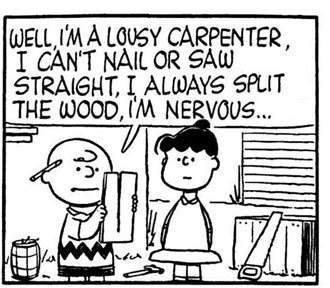 WELL, I'M A LOUSY CARPENTER,
I CAN'T NAIL OR SAW
STRAIGHT, I ALWAYS SPLIT
THE WOOD, I'M NERVOUS...